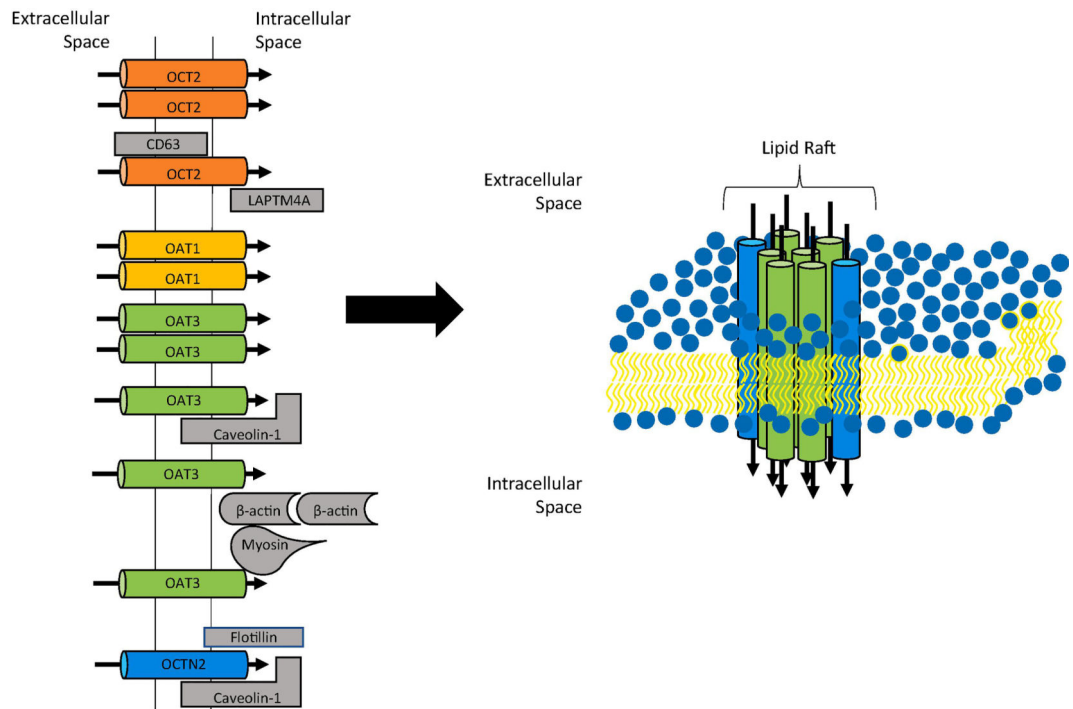 Extracellular
Space
Intracellular
Space
OCT2
OCT2
CD63
OCT2
LAPTM4A
OAT1
OAT1
OAT3
OAT3
OAT3
Caveolin-1
OAT3
β-actin
β-actin
Myosin
OAT3
Flotillin
OCTN2
Caveolin-1
Lipid Raft
Extracellular
Space
Intracellular
Space